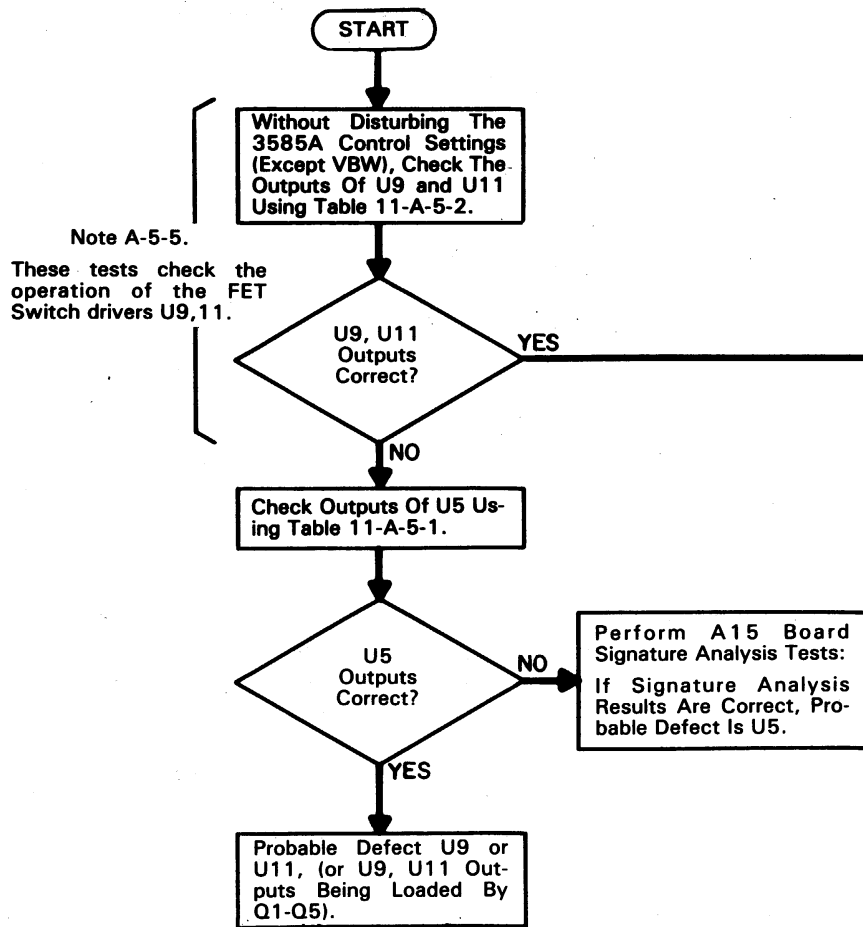 START
Without Disturbing The
3585A Control Settings
(Except VBW), Check The
Outputs Of U9 and U11
Using Table 11-A-5-2.
Note A-5-5.
These tests check the
operation of the FET
Switch drivers U9,11.
U9, U11
Outputs
Correct?
YES
NO
Check Outputs Of U5 Us-
ing Table 11-A-5-1.
U5
Outputs
Correct?
NO
Perform A15 Board
Signature Analysis Tests:
If Signature Analysis
Results Are Correct, Pro-
bable Defect Is U5.
YES
Probable Defect U9 or
U11, (or U9, U11 Out-
puts Being Loaded By
Q1-Q5).